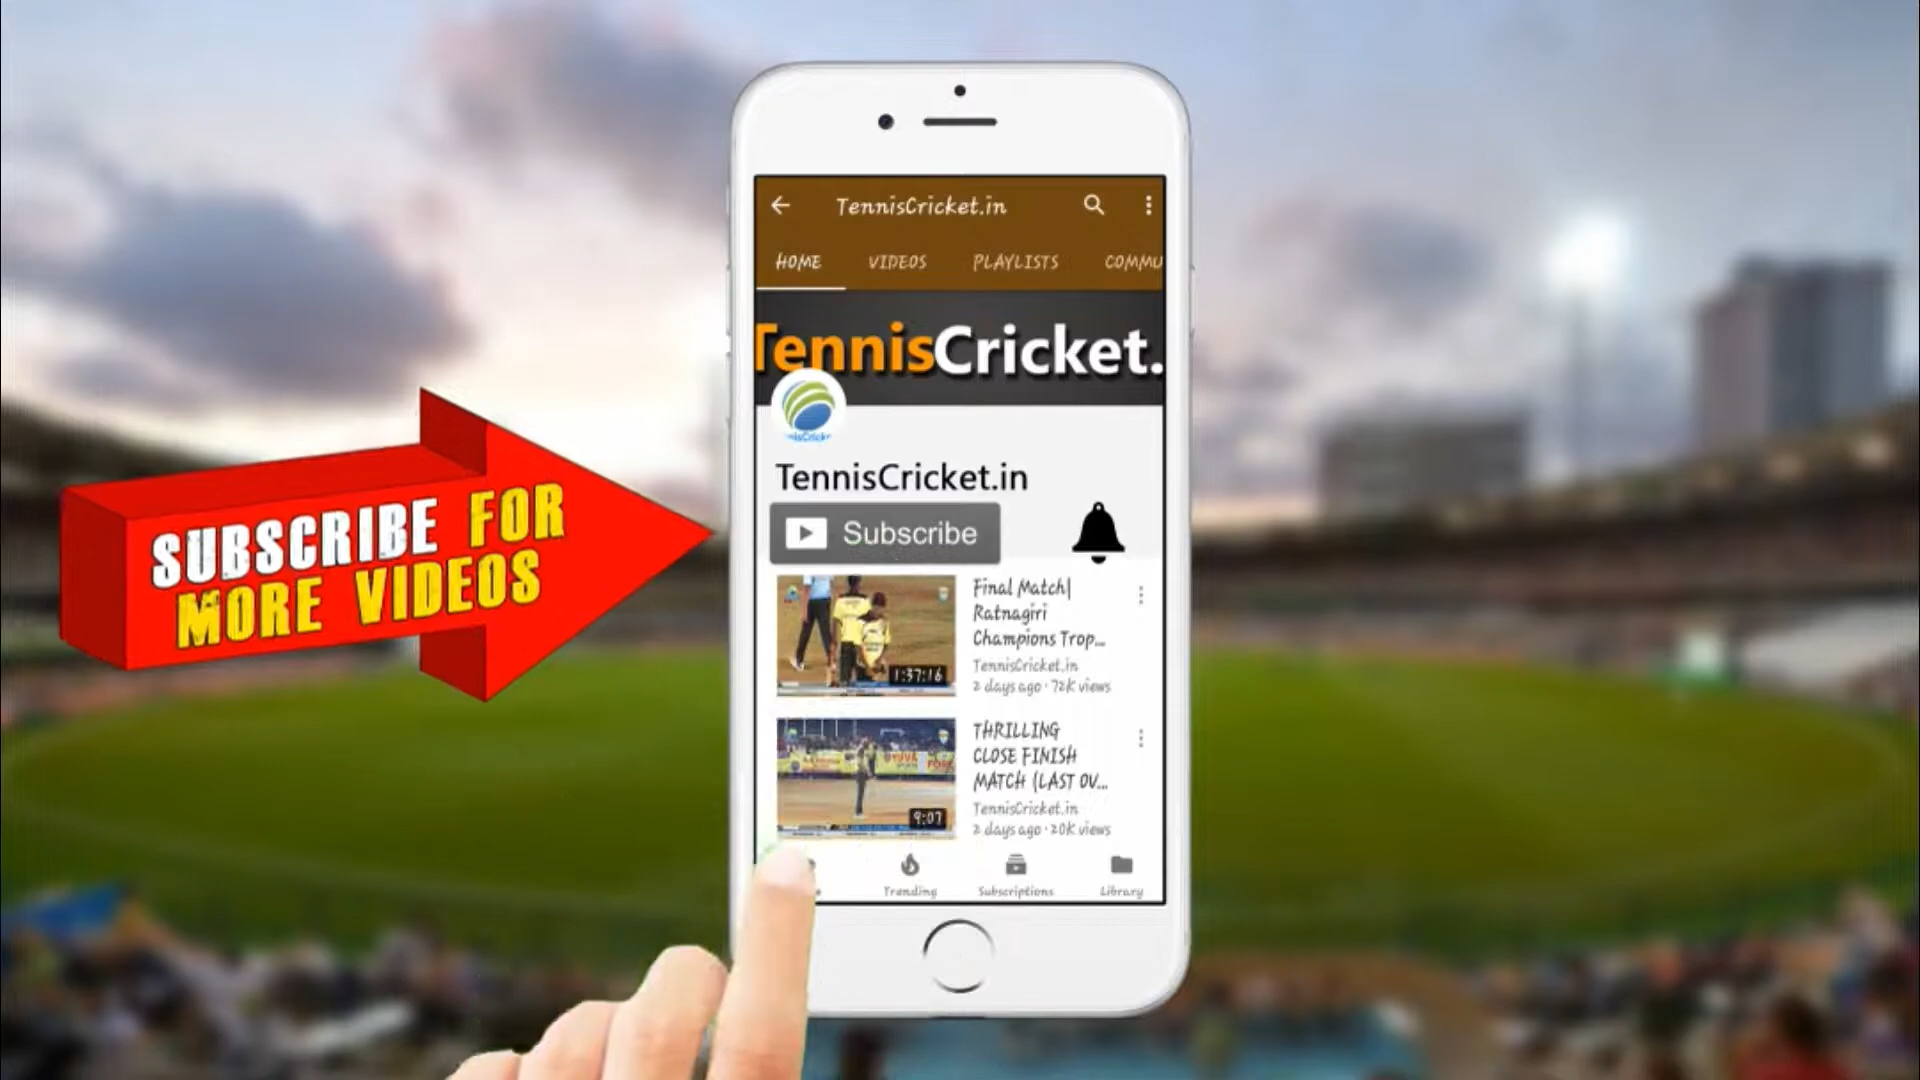 TennisCricket.in
HOME VIDEOS PLAYLISTS COMMU
TennisCricket.
TennisCricket.in
Subscribe
SUBSCRIBE FOR
MORE VIDEOS
Final Match|
Ratnagiri
Champions Trop...
TennisCricket.in
2 days ago · 72K views
1:37:16
THRILLING
CLOSE FINISH
MATCH (LAST OV...
TennisCricket.in
2 days ago · 20K views
9:07
Trending Subscriptions Library